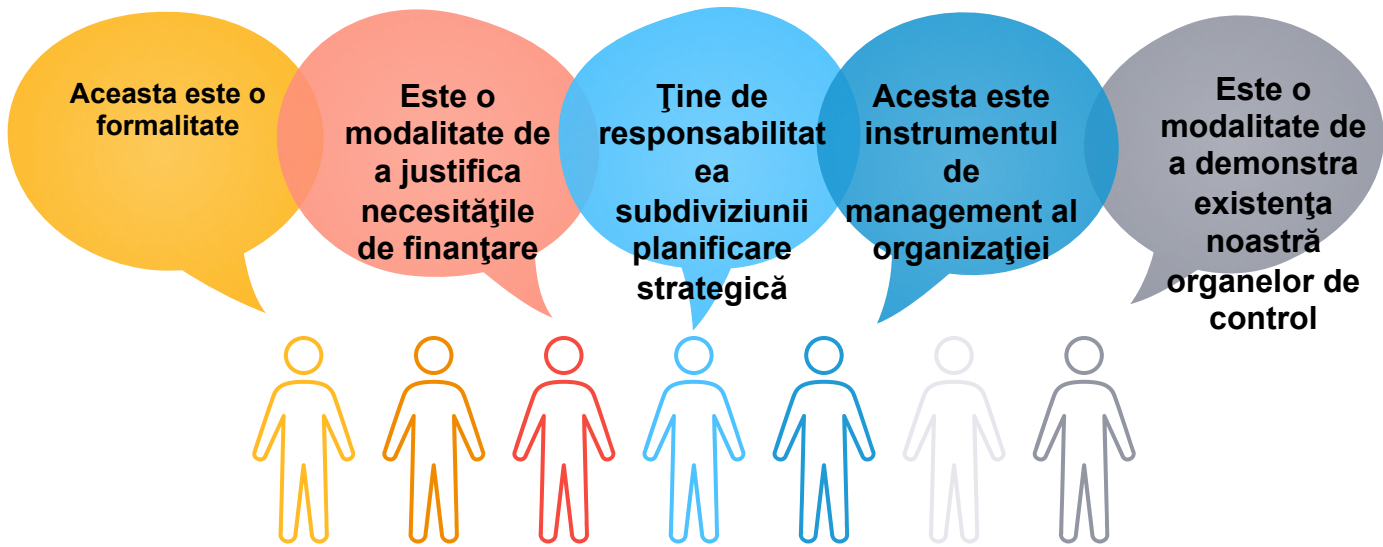 Aceasta este o
formalitate
Este o
modalitate de
a justifica
necesităţile
de finanţare
Ţine de
responsabilitat
ea
subdiviziunii
planificare
strategică
Acesta este
instrumentul
de
management al
organizaţiei
Este o
modalitate de
a demonstra
existenţa
noastră
organelor de
control